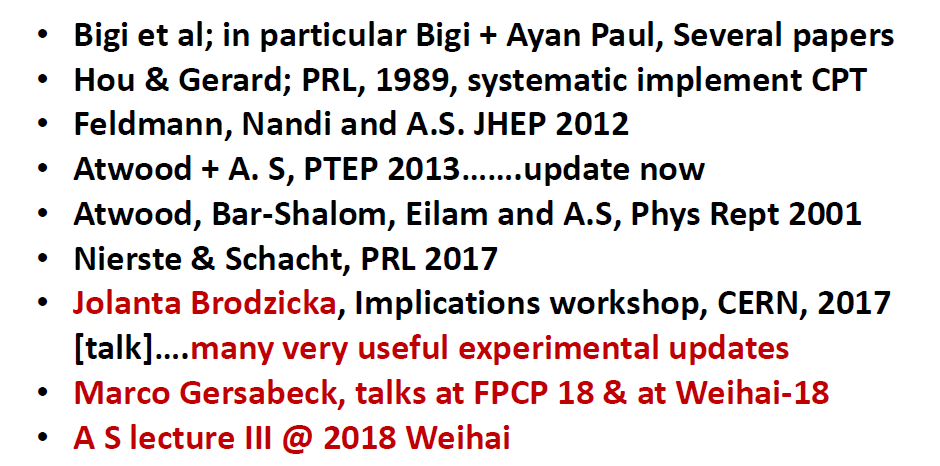 • Bigi et al; in particular Bigi + Ayan Paul, Several papers
• Hou & Gerard; PRL, 1989, systematic implement CPT
• Feldmann, Nandi and A.S. JHEP 2012
• Atwood + A. S, PTEP 2013…….update now
• Atwood, Bar-Shalom, Eilam and A.S, Phys Rept 2001
• Nierste & Schacht, PRL 2017
• Jolanta Brodzicka, Implications workshop, CERN, 2017
[talk]….many very useful experimental updates
• Marco Gersabeck, talks at FPCP 18 & at Weihai-18
• A S lecture III @ 2018 Weihai